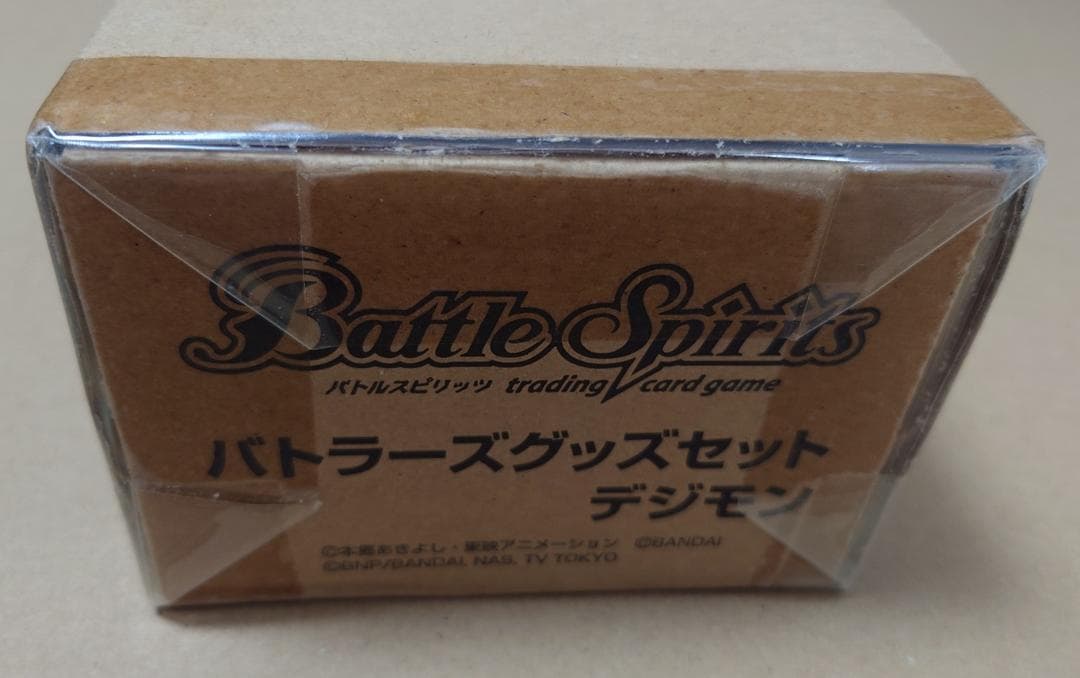 Battle Spirits
バトルスピリッツ trading card game
バトラーズグッズセット
デジモン
©本郷あきよし・東映アニメーション ©BANDAI
©BNP/BANDAI, NAS, TV TOKYO